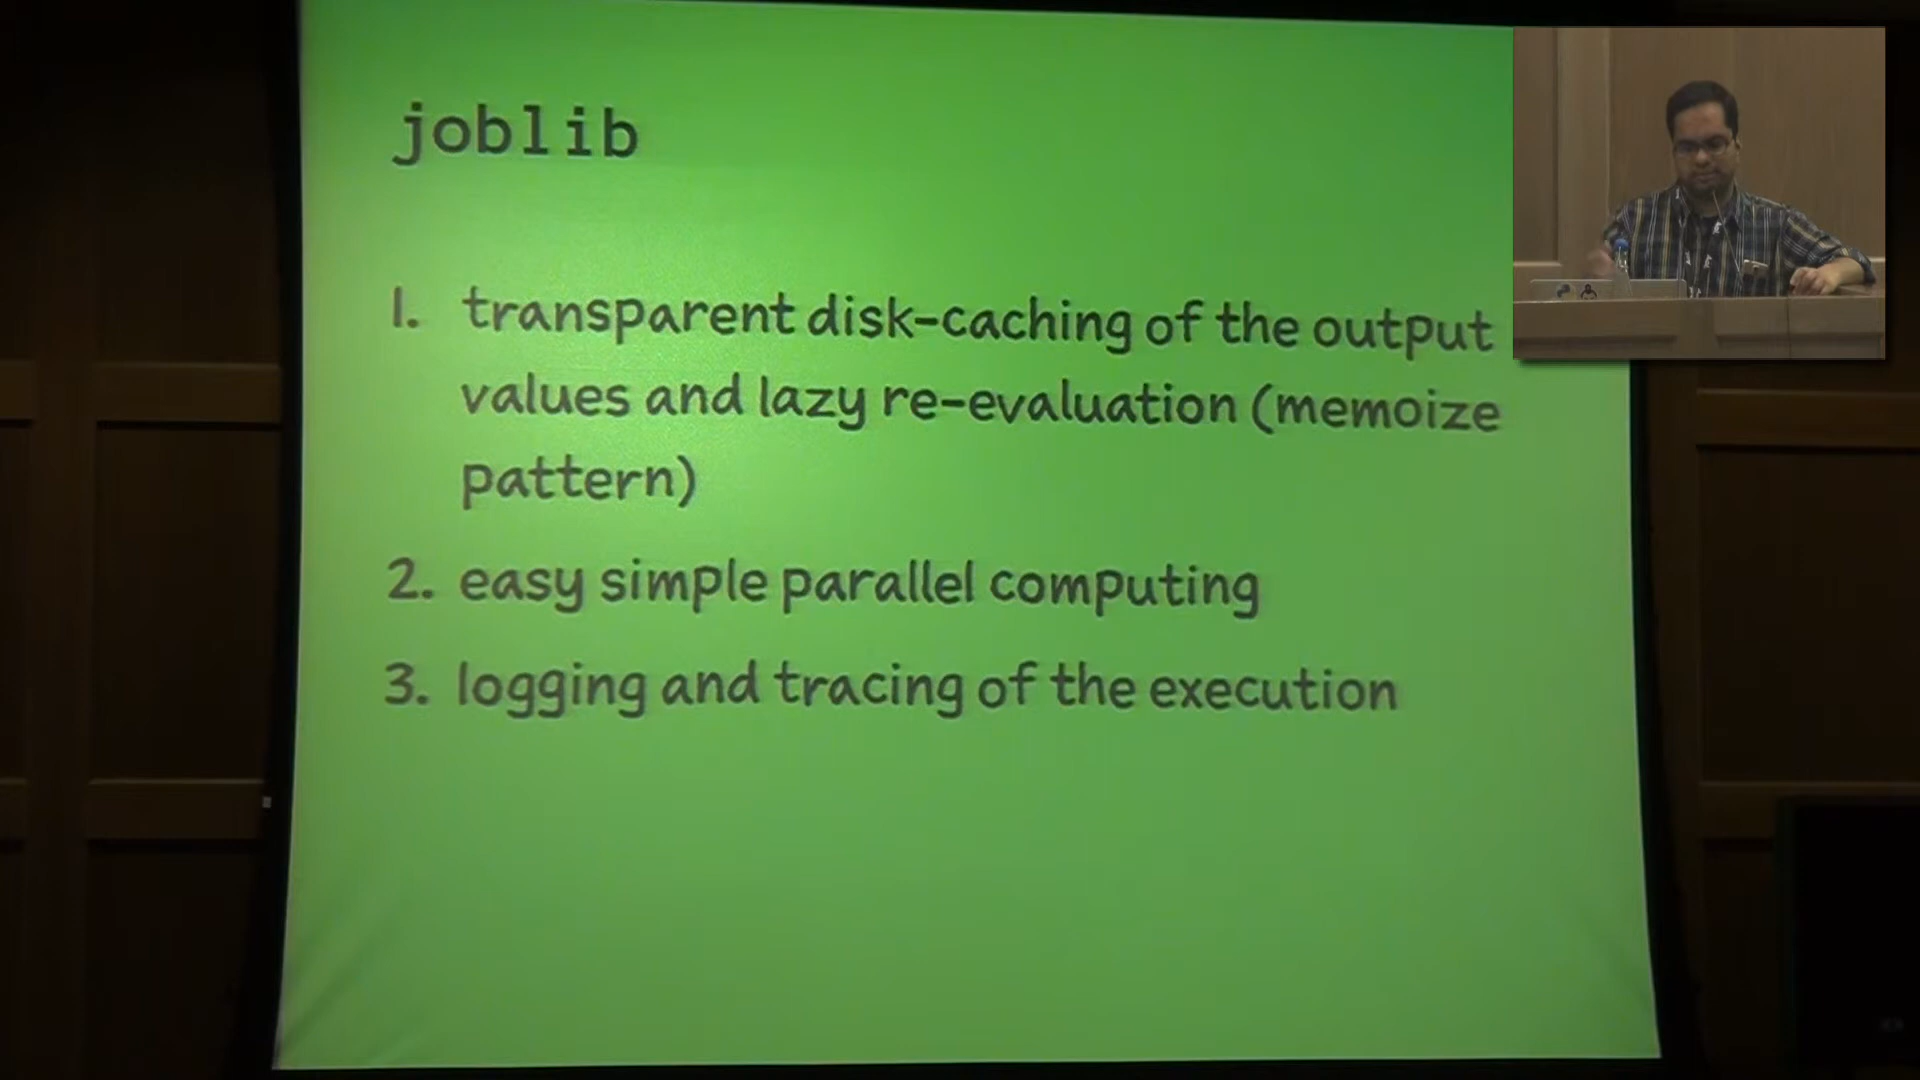 joblib
1. transparent disk-caching of the output
values and lazy re-evaluation (memoize
pattern)
2. easy simple parallel computing
3. logging and tracing of the execution